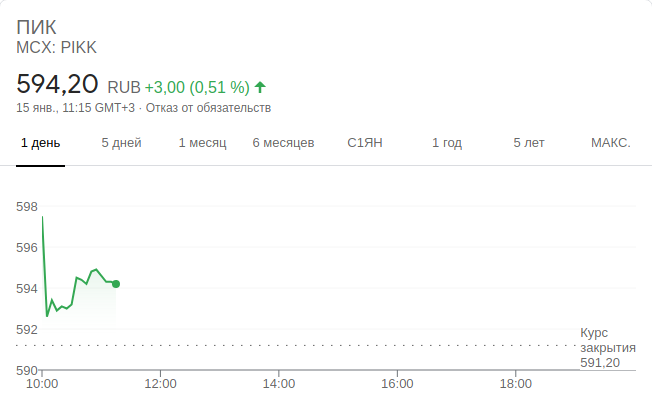 ПИК
MCX: PIKK
594,20 RUB +3,00 (0,51 %)
15 янв., 11:15 GMT+3 · Отказ от обязательств
1 день 5 дней 1 месяц 6 месяцев С1ЯН 1 год 5 лет МАКС.
598
596
594
592
590
Курс
закрытия
591,20
10:00 12:00 14:00 16:00 18:00